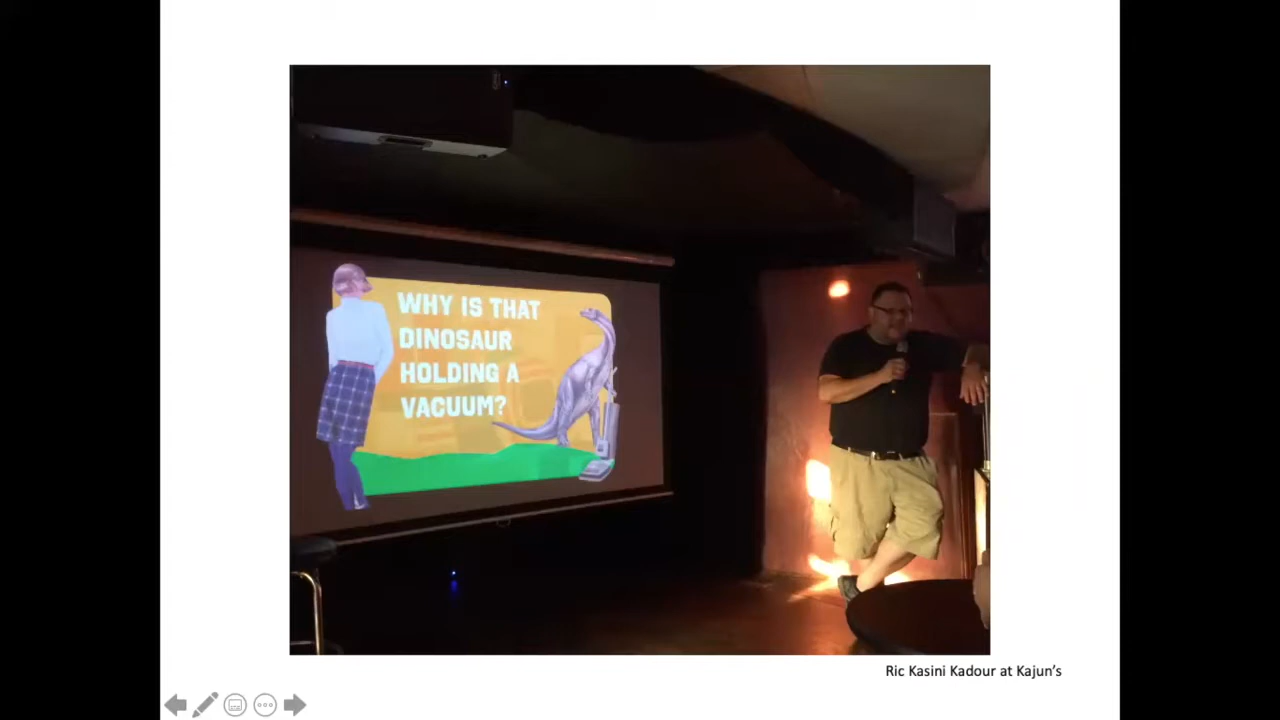 WHY IS THAT
DINOSAUR
HOLDING A
VACUUM?
Ric Kasini Kadour at Kajun's